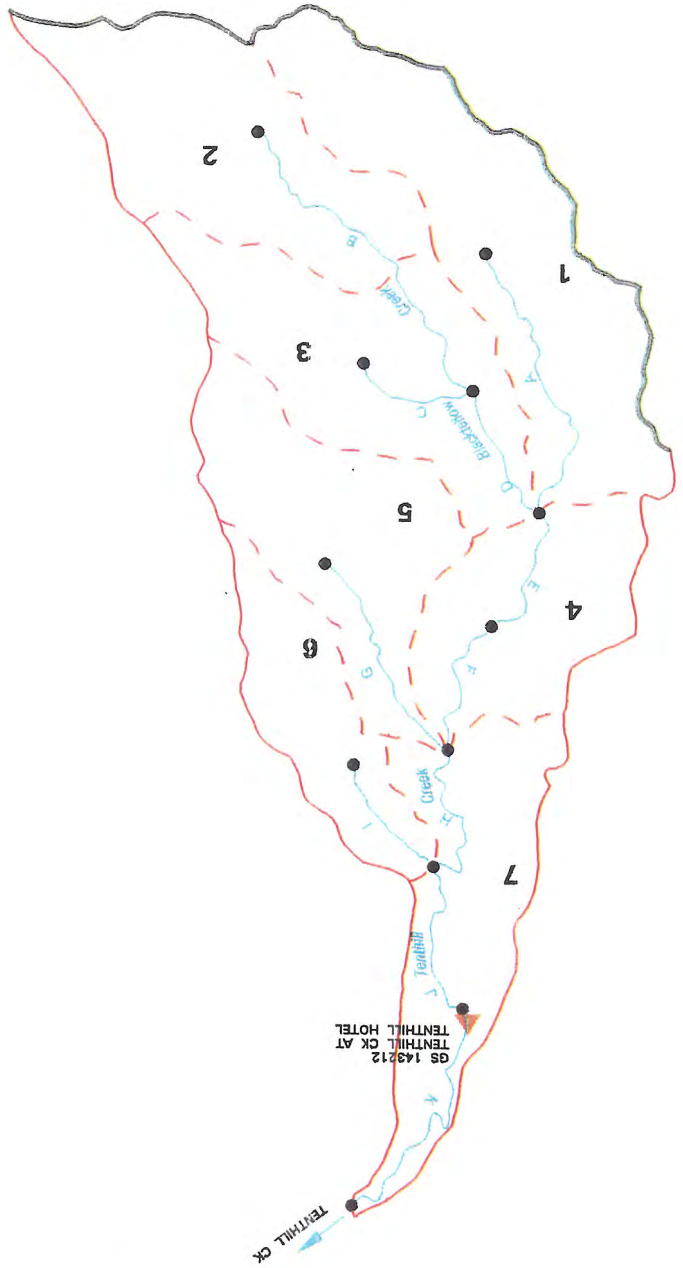 TENTHILL CK
K
GS 143212
TENTHILL CK AT
TENTHILL HOTEL
J
Tenthill
Creek
7
H
I
6
G
F
4
E
5
D
Blackfellow
Creek
C
3
A
1
B
2